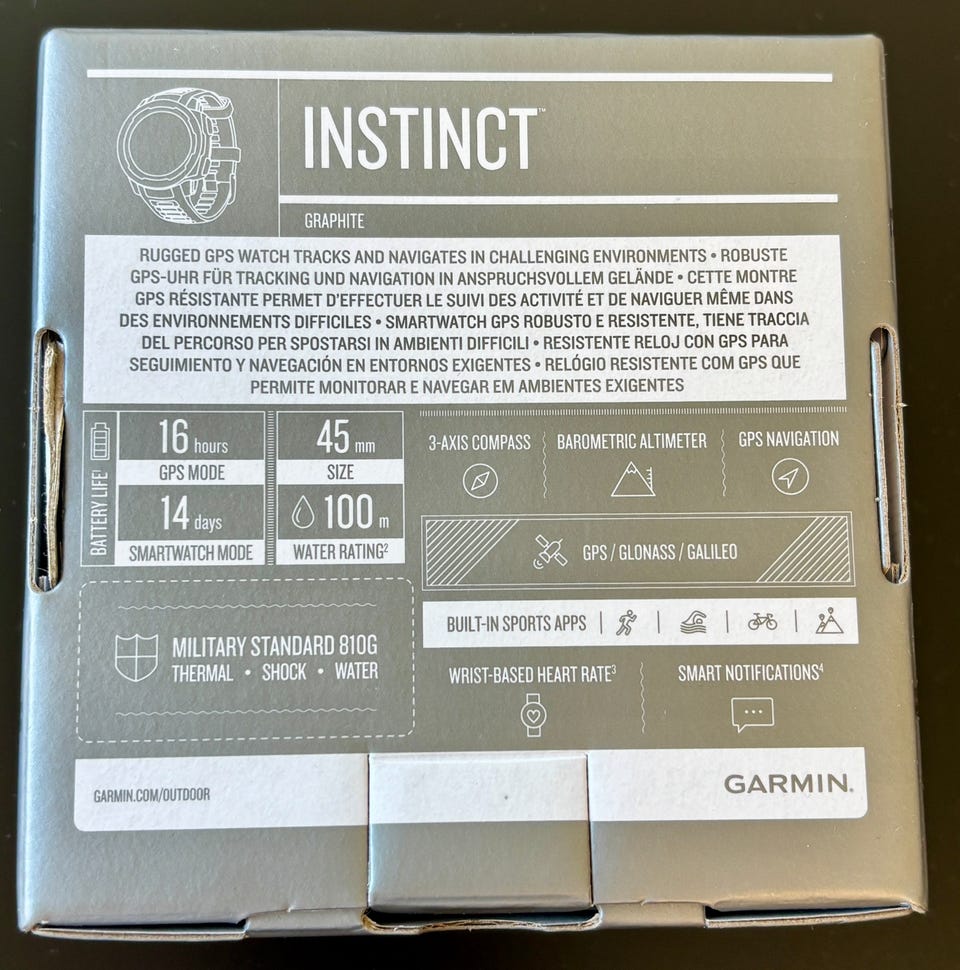 INSTINCT™
GRAPHITE
RUGGED GPS WATCH TRACKS AND NAVIGATES IN CHALLENGING ENVIRONMENTS • ROBUSTE
GPS-UHR FÜR TRACKING UND NAVIGATION IN ANSPRUCHSVOLLEM GELÄNDE • CETTE MONTRE
GPS RÉSISTANTE PERMET D'EFFECTUER LE SUIVI DES ACTIVITÉ ET DE NAVIGUER MÊME DANS
DES ENVIRONNEMENTS DIFFICILES • SMARTWATCH GPS ROBUSTO E RESISTENTE, TIENE TRACCIA
DEL PERCORSO PER SPOSTARSI IN AMBIENTI DIFFICILI • RESISTENTE RELOJ CON GPS PARA
SEGUIMIENTO Y NAVEGACIÓN EN ENTORNOS EXIGENTES • RELÓGIO RESISTENTE COM GPS QUE
PERMITE MONITORAR E NAVEGAR EM AMBIENTES EXIGENTES
BATTERY LIFE¹
16 hours
GPS MODE
14 days
SMARTWATCH MODE
45 mm
SIZE
100 m
WATER RATING²
3-AXIS COMPASS
BAROMETRIC ALTIMETER
GPS NAVIGATION
GPS / GLONASS / GALILEO
BUILT-IN SPORTS APPS
MILITARY STANDARD 810G
THERMAL • SHOCK • WATER
WRIST-BASED HEART RATE³
SMART NOTIFICATIONS⁴
GARMIN.COM/OUTDOOR
GARMIN®